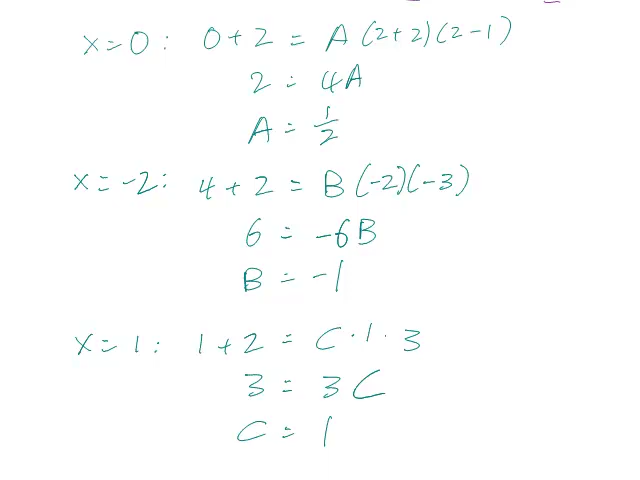 x=0: 0+2 = A(2+2)(2-1)
2 = 4A
A = 1/2
x=-2: 4+2 = B(-2)(-3)
6 = -6B
B = -1
x=1: 1+2 = C·1·3
3 = 3C
C = 1